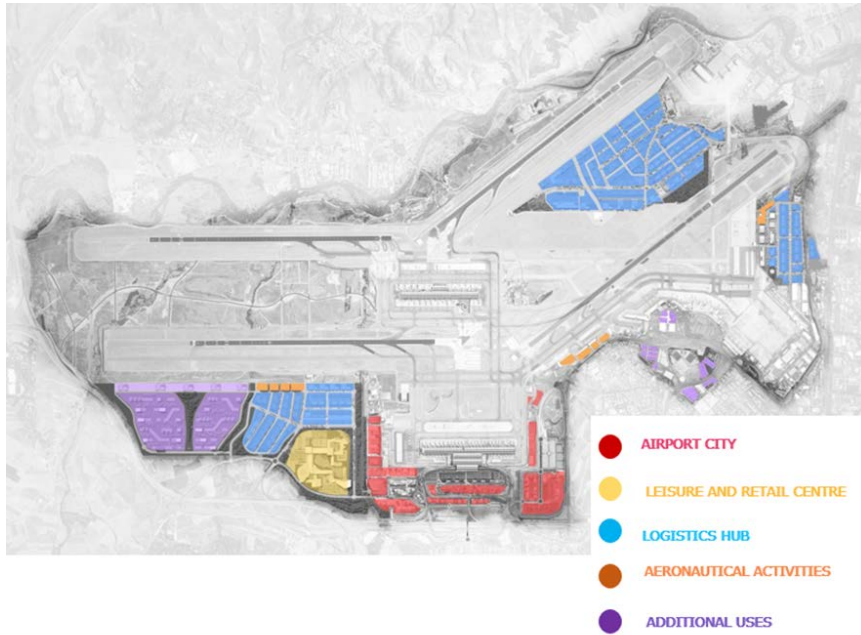 AIRPORT CITY
LEISURE AND RETAIL CENTRE
LOGISTICS HUB
AERONAUTICAL ACTIVITIES
ADDITIONAL USES